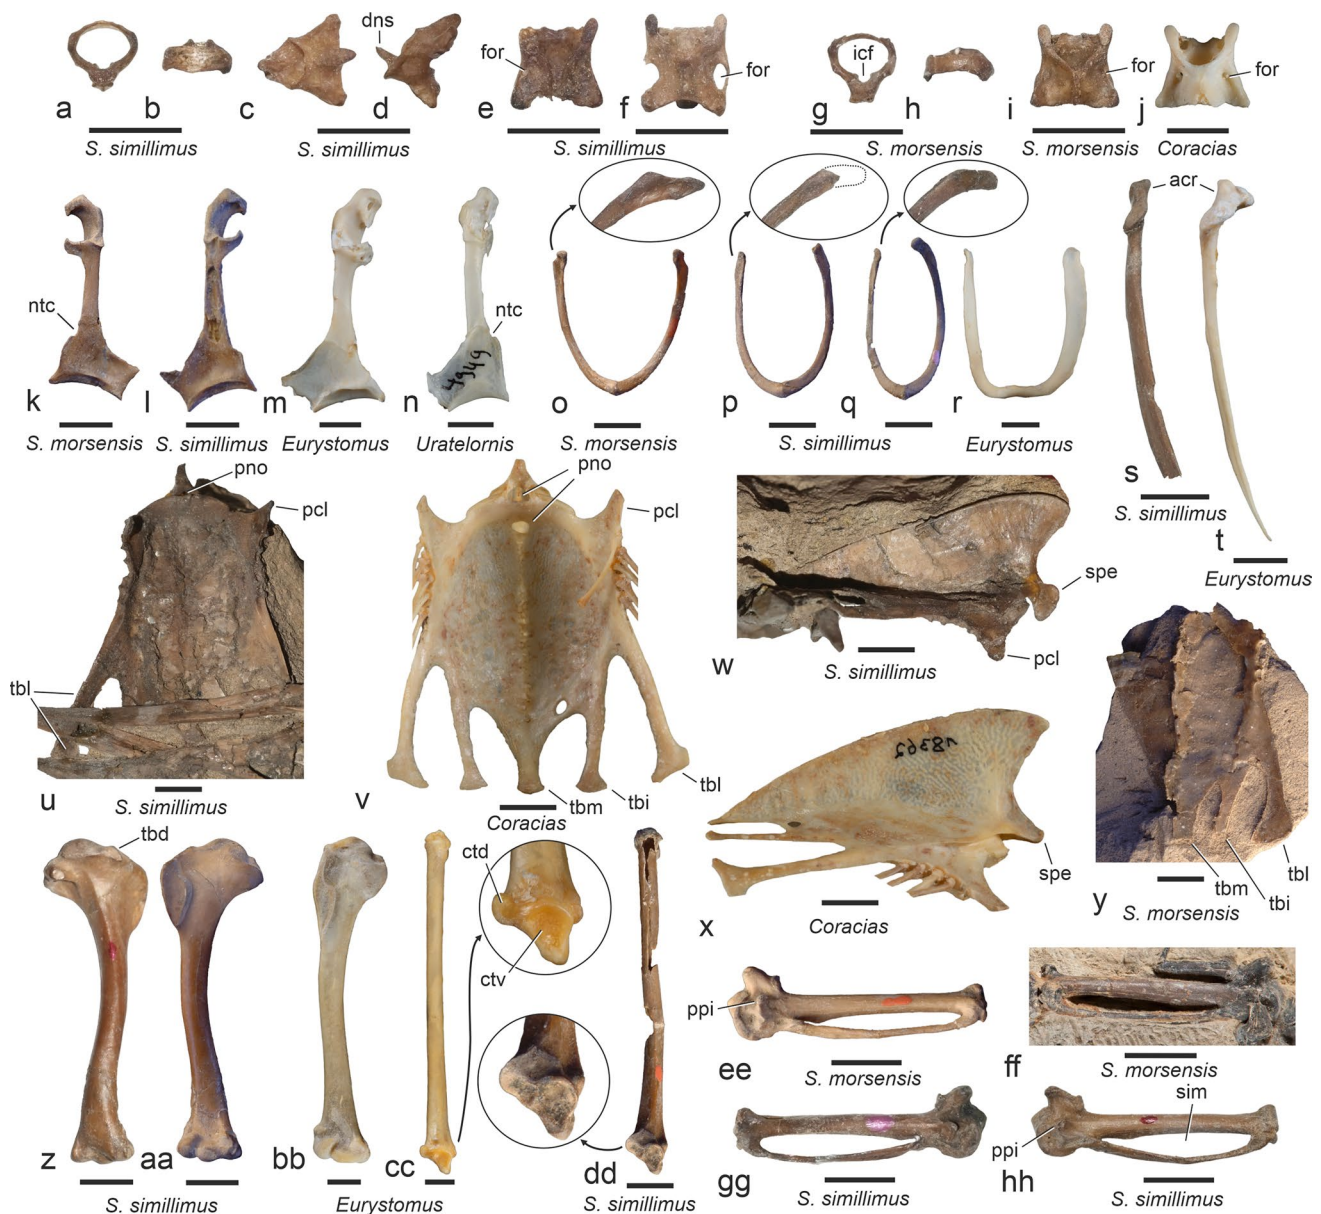 dns
for
for
icf
for
for
a
b
c
d
e
f
g
h
i
j
S. simillimus
S. simillimus
S. simillimus
S. morsensis
S. morsensis
Coracias
acr
ntc
ntc
4949
k
l
m
n
o
p
q
r
S. morsensis
S. simillimus
Eurystomus
Uratelornis
S. morsensis
S. simillimus
Eurystomus
s
S. simillimus
t
Eurystomus
pno
pcl
pno
pcl
spe
pcl
w
S. simillimus
tbl
u
S. simillimus
v
Coracias
tbm
tbi
tbl
18362
spe
x
Coracias
tbm
tbi
tbl
y
S. morsensis
tbd
ctd
ctv
z
aa
bb
cc
dd
S. simillimus
Eurystomus
S. simillimus
ppi
ee
S. morsensis
ff
S. morsensis
gg
S. simillimus
sim
ppi
hh
S. simillimus